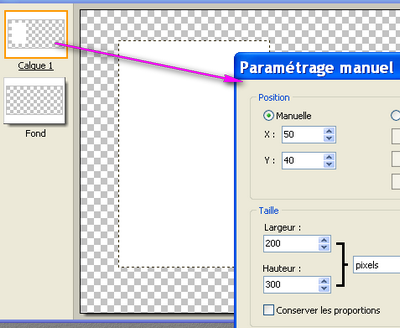 Calque 1
Fond
Paramétrage manuel
Position
Manuelle
X : 50
Y : 40
Taille
Largeur :
200
pixels
Hauteur :
300
Conserver les proportions